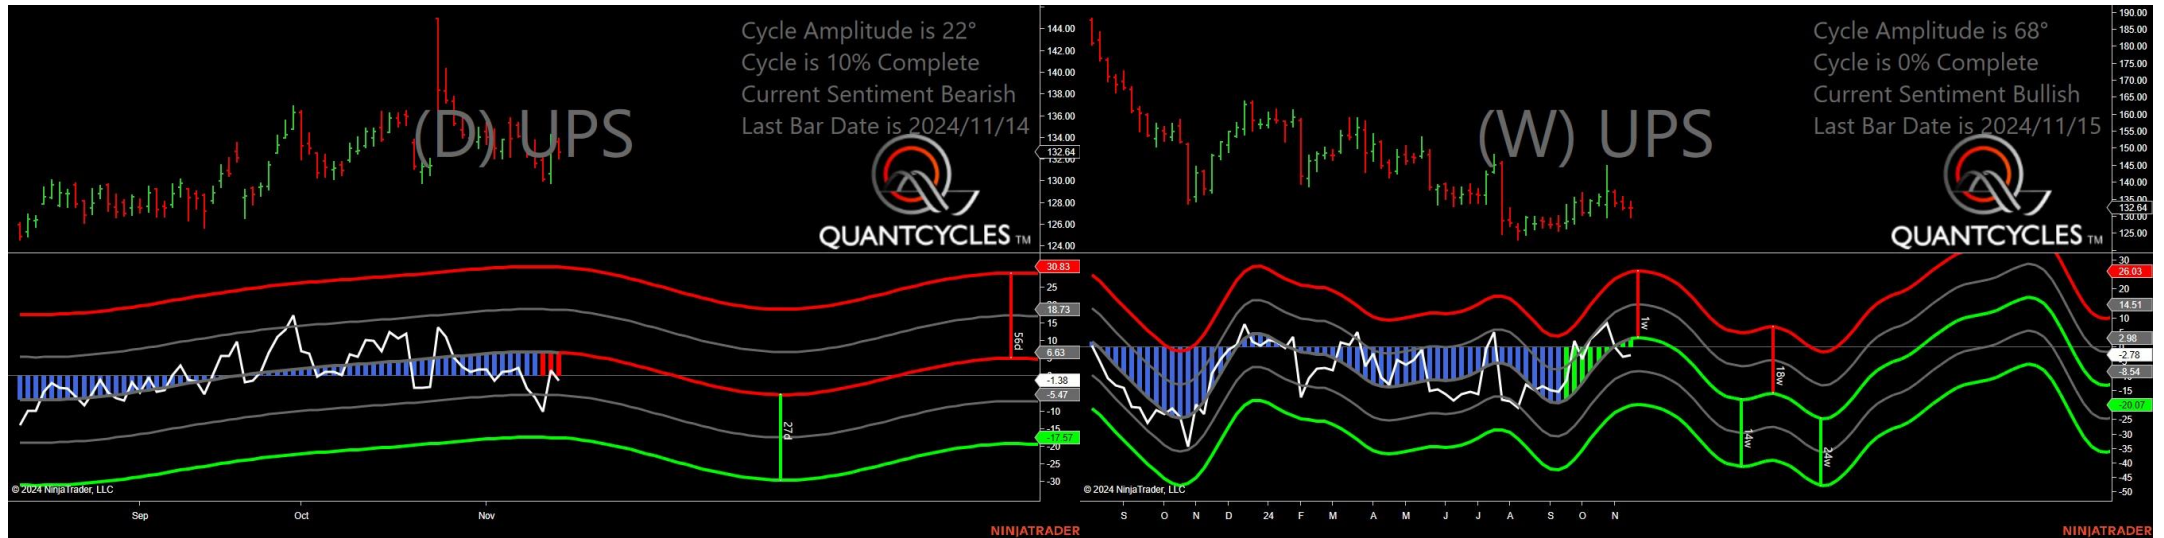 Cycle Amplitude is 22°
Cycle is 10% Complete
Current Sentiment Bearish
Last Bar Date is 2024/11/14
(D) UPS
QUANTCYCLES TM
144.00
142.00
140.00
138.00
136.00
134.00
132.64
132.00
130.00
128.00
126.00
124.00
30.83
25
18.73
15
10
6.63
-1.38
-5.47
-10
-15
-17.57
-20
-25
-30
56d
27d
© 2024 NinjaTrader, LLC
Sep
Oct
Nov
NINJATRADER
Cycle Amplitude is 68°
Cycle is 0% Complete
Current Sentiment Bullish
Last Bar Date is 2024/11/15
(W) UPS
QUANTCYCLES TM
190.00
185.00
180.00
175.00
170.00
165.00
160.00
155.00
150.00
145.00
140.00
135.00
132.64
130.00
125.00
30
26.03
20
14.51
10
5
2.98
-2.78
-8.54
-15
-20.07
-25
-30
-35
-40
-45
-50
1w
18w
14w
24w
© 2024 NinjaTrader, LLC
S
O
N
D
24
F
M
A
M
J
J
A
S
O
N
NINJATRADER